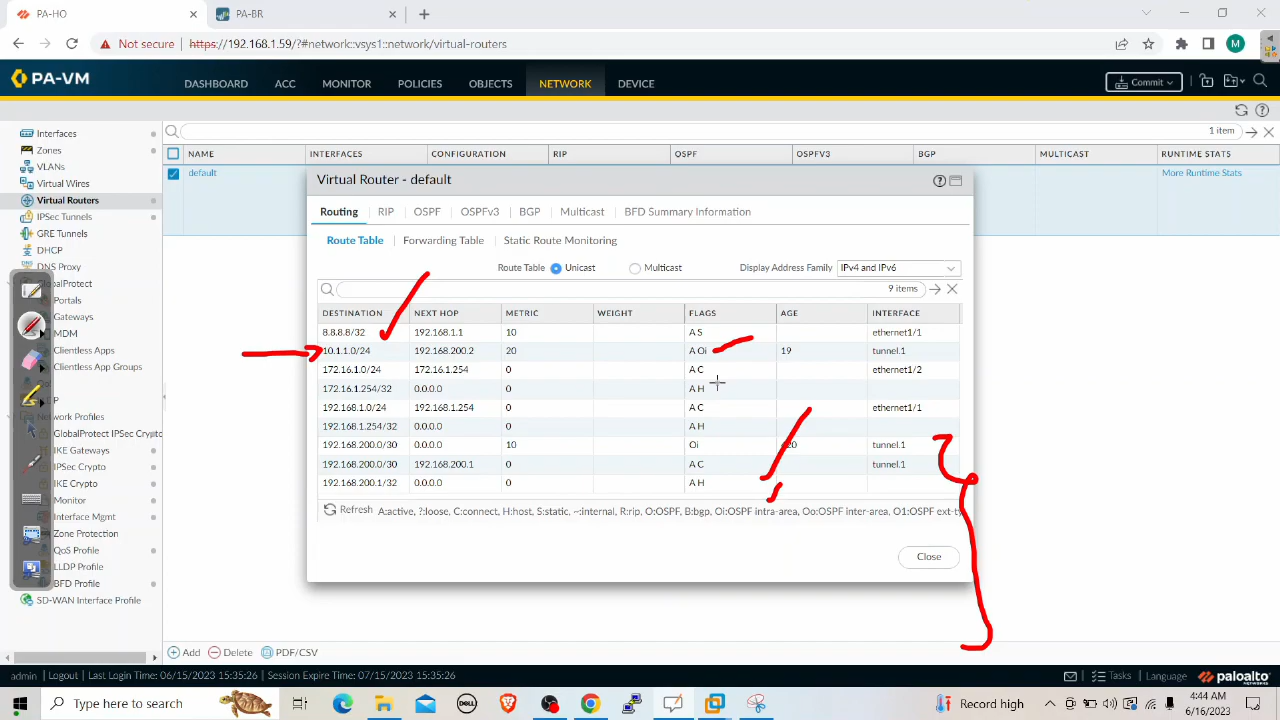 PA-HO PA-BR
Not secure https://192.168.1.59/?#network::vsys1::network/virtual-routers M
PA-VM DASHBOARD ACC MONITOR POLICIES OBJECTS NETWORK DEVICE Commit
1 item
Interfaces
Zones
VLANs
Virtual Wires
Virtual Routers
IPSec Tunnels
GRE Tunnels
DHCP
DNS Proxy
GlobalProtect
Portals
Gateways
MDM
Clientless Apps
Clientless App Groups
Network Profiles
GlobalProtect IPSec Crypto
IKE Gateways
IPSec Crypto
IKE Crypto
Monitor
Interface Mgmt
Zone Protection
QoS Profile
LLDP Profile
BFD Profile
SD-WAN Interface Profile
NAME INTERFACES CONFIGURATION RIP OSPF OSPFV3 BGP MULTICAST RUNTIME STATS
default More Runtime Stats
Virtual Router - default
Routing RIP OSPF OSPFv3 BGP Multicast BFD Summary Information
Route Table Forwarding Table Static Route Monitoring
Route Table Unicast Multicast Display Address Family IPv4 and IPv6
9 items
DESTINATION NEXT HOP METRIC WEIGHT FLAGS AGE INTERFACE
8.8.8.8/32 192.168.1.1 10 A S ethernet1/1
10.1.1.0/24 192.168.200.2 20 A Oi 19 tunnel.1
172.16.1.0/24 172.16.1.254 0 A C ethernet1/2
172.16.1.254/32 0.0.0.0 0 A H
192.168.1.0/24 192.168.1.254 0 A C ethernet1/1
192.168.1.254/32 0.0.0.0 0 A H
192.168.200.0/30 0.0.0.0 10 Oi tunnel.1
192.168.200.0/30 192.168.200.1 0 A C tunnel.1
192.168.200.1/32 0.0.0.0 0 A H
Refresh A:active, ?:loose, C:connect, H:host, S:static, ~:internal, R:rip, O:OSPF, B:bgp, Oi:OSPF intra-area, Oo:OSPF inter-area, O1:OSPF ext-ty
Close
Add Delete PDF/CSV
admin Logout Last Login Time: 06/15/2023 15:35:26 Session Expire Time: 07/15/2023 15:35:26 Tasks Language paloalto NETWORKS
Type here to search DELL Record high 4:44 AM
6/16/2023